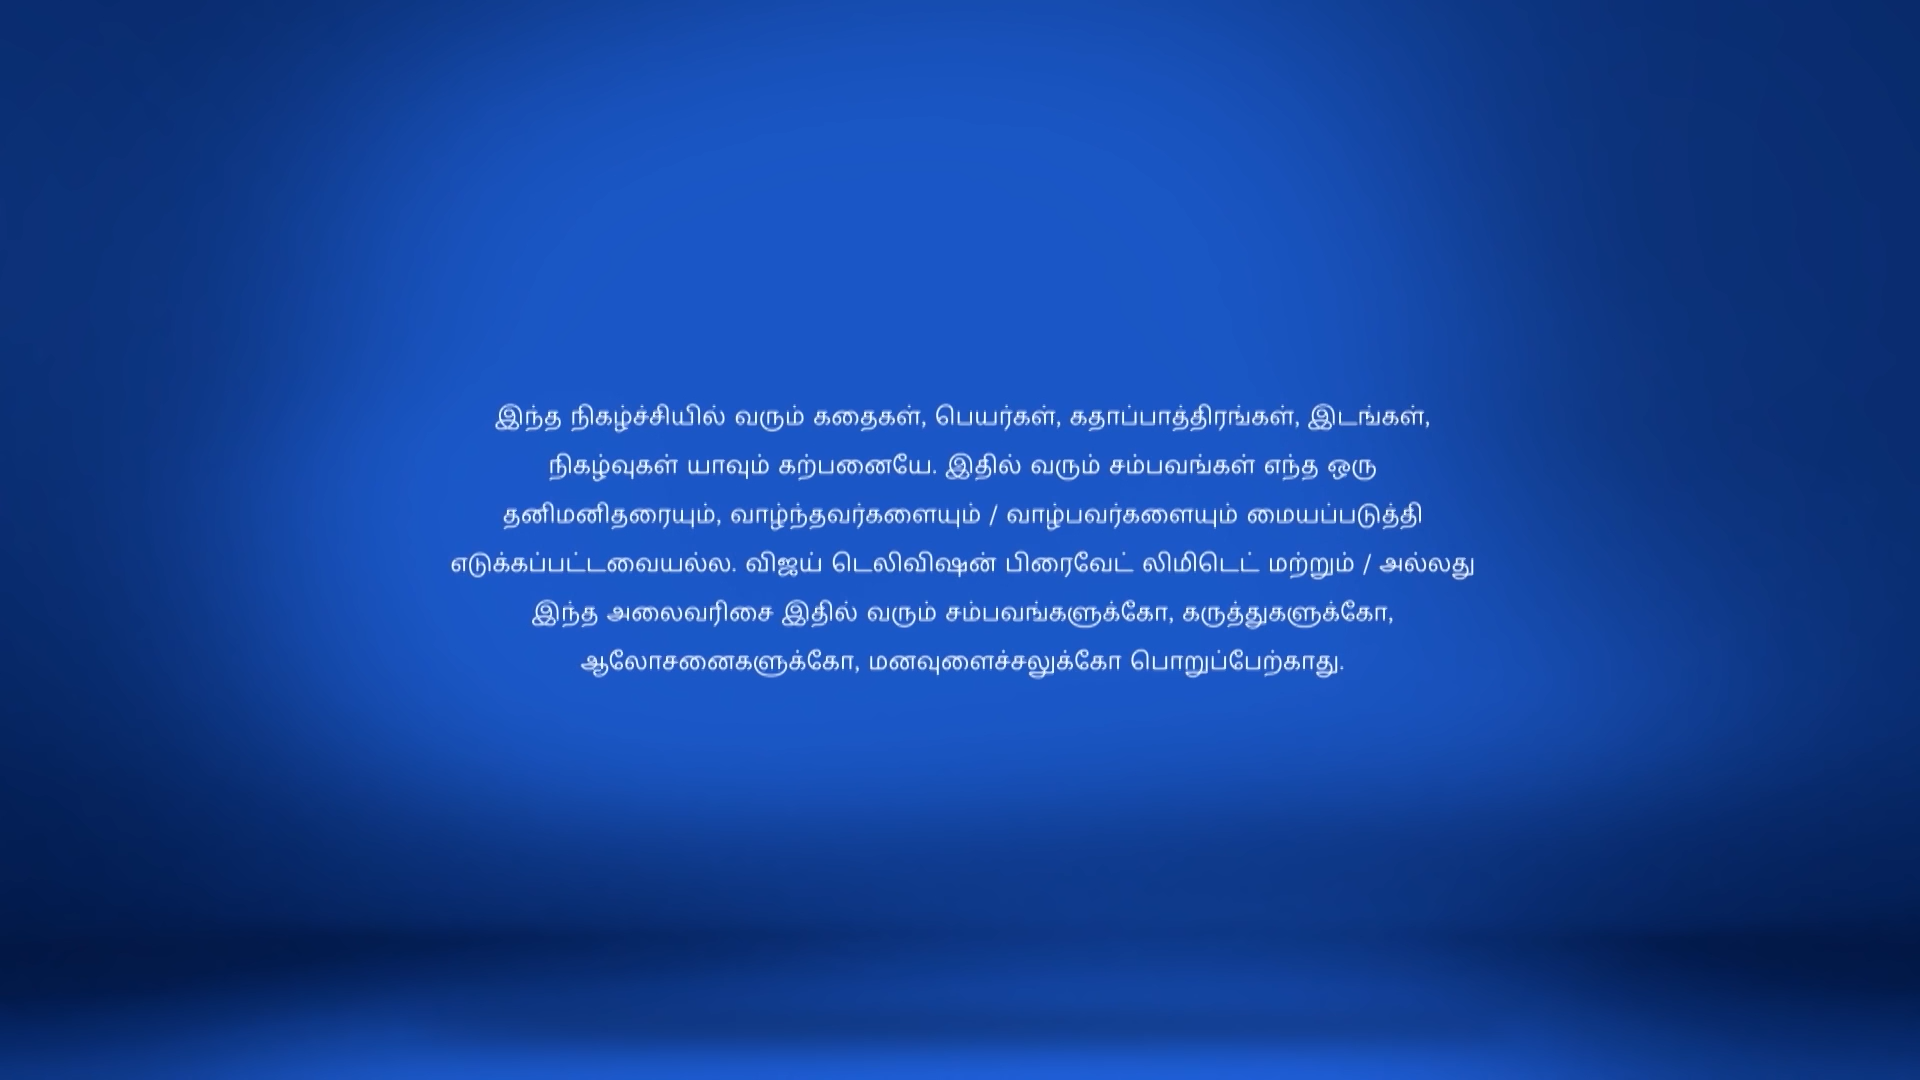 இந்த நிகழ்ச்சியில் வரும் கதைகள், பெயர்கள், கதாப்பாத்திரங்கள், இடங்கள்,
நிகழ்வுகள் யாவும் கற்பனையே. இதில் வரும் சம்பவங்கள் எந்த ஒரு
தனிமனிதரையும், வாழ்ந்தவர்களையும் / வாழ்பவர்களையும் மையப்படுத்தி
எடுக்கப்பட்டவையல்ல. விஜய் டெலிவிஷன் பிரைவேட் லிமிடெட் மற்றும் / அல்லது
இந்த அலைவரிசை இதில் வரும் சம்பவங்களுக்கோ, கருத்துகளுக்கோ,
ஆலோசனைகளுக்கோ, மனவுளைச்சலுக்கோ பொறுப்பேற்காது.